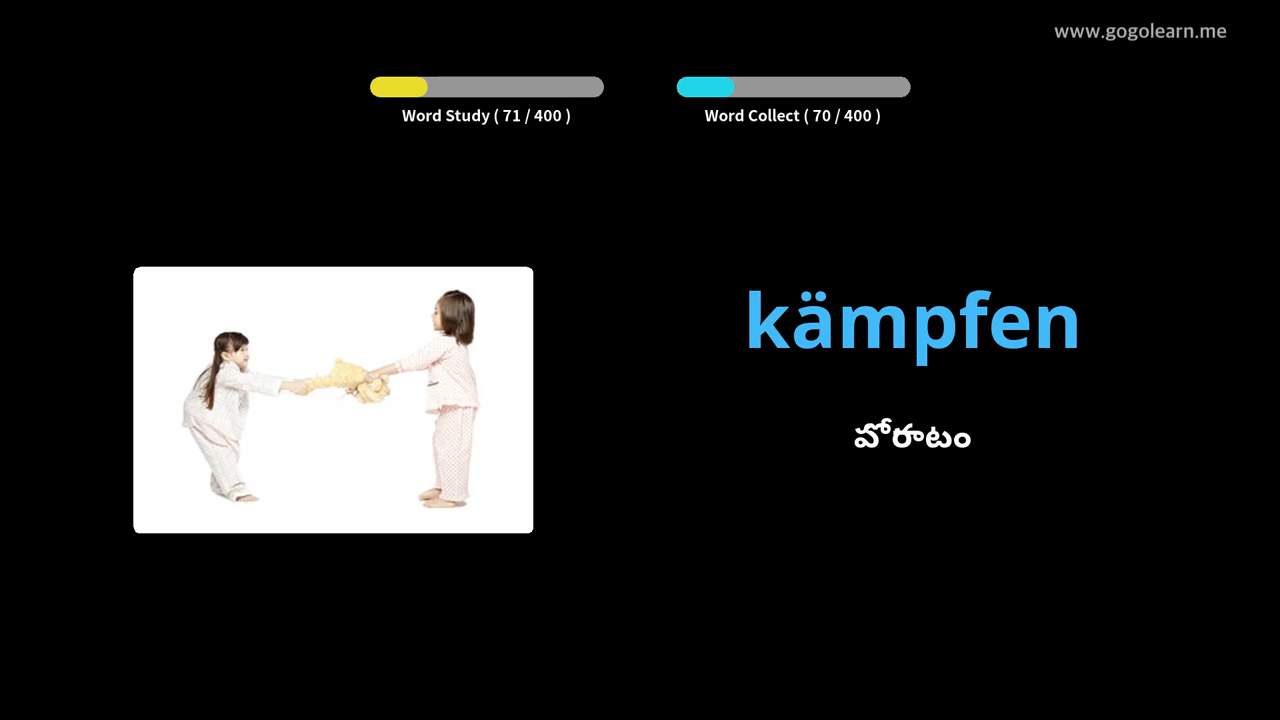 www.gogolearn.me
Word Study ( 71 / 400 )
Word Collect ( 70 / 400 )
kämpfen
పోరాటం